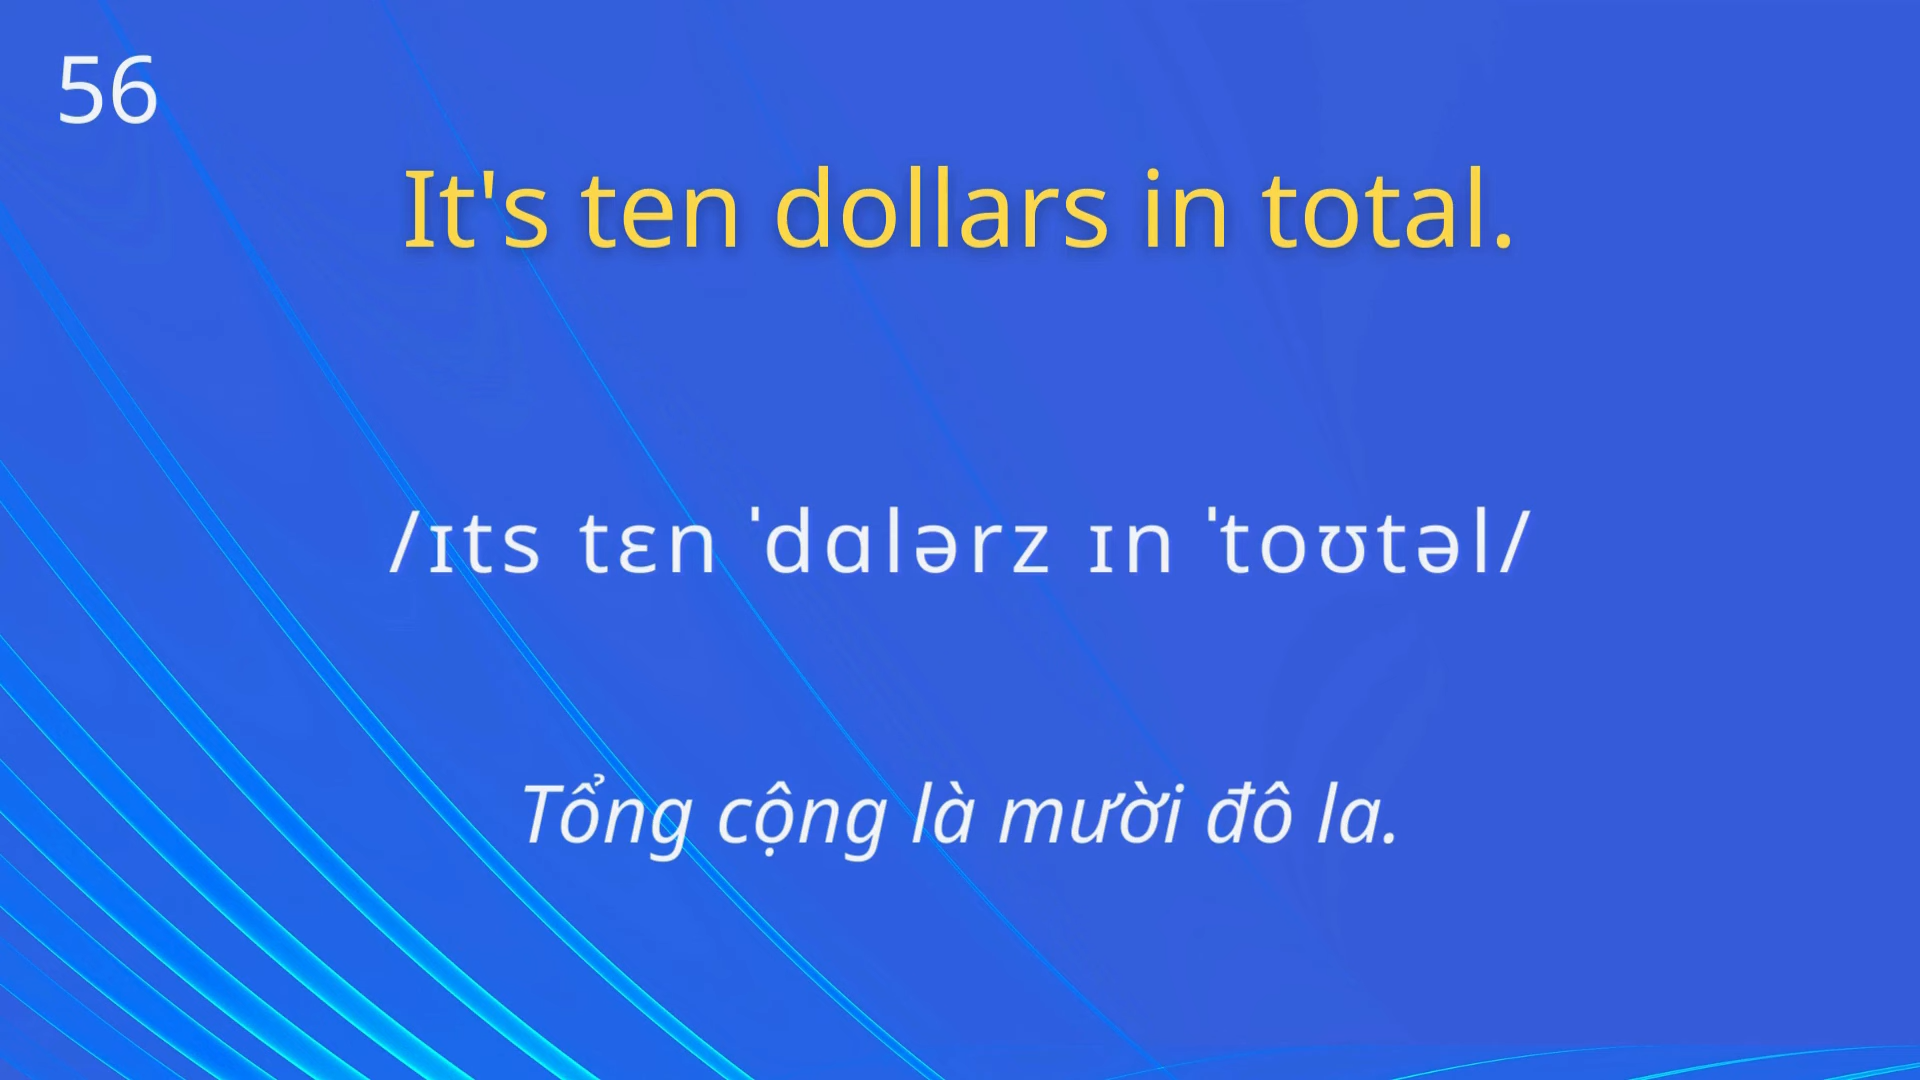 56
It's ten dollars in total.
/ɪts tɛn ˈdɑlərz ɪn ˈtoʊtəl/
Tổng cộng là mười đô la.